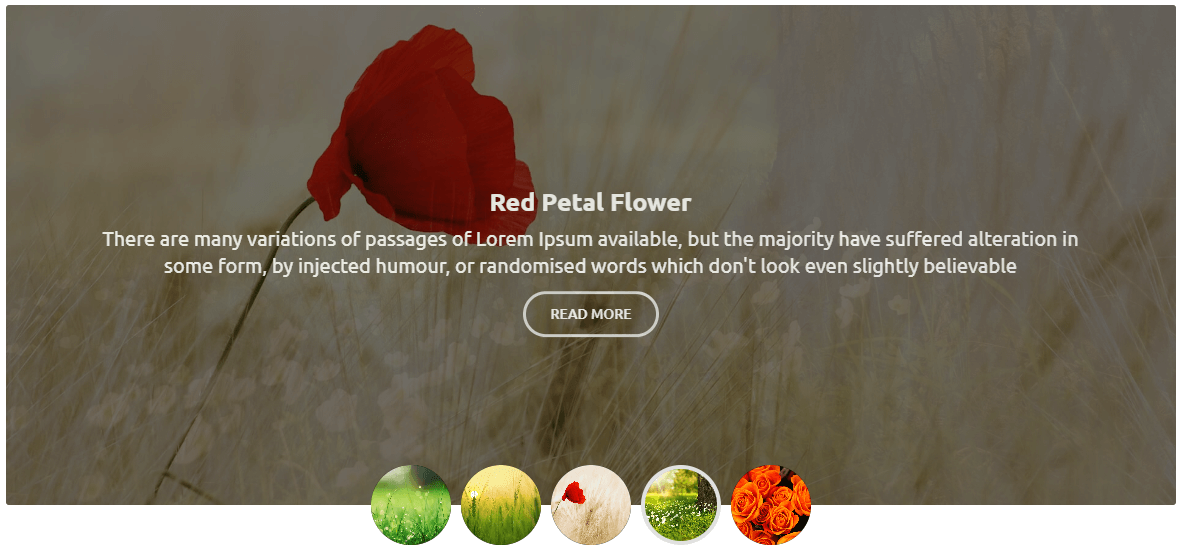 Red Petal Flower
There are many variations of passages of Lorem Ipsum available, but the majority have suffered alteration in
some form, by injected humour, or randomised words which don't look even slightly believable
READ MORE